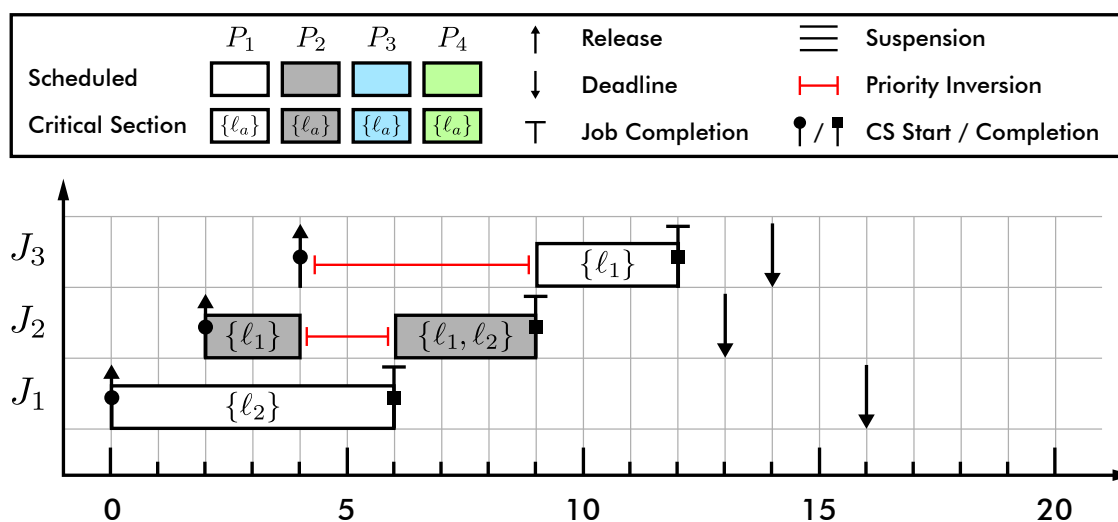 P₁ P₂ P₃ P₄
Scheduled
Critical Section {ℓₐ} {ℓₐ} {ℓₐ} {ℓₐ}
Release
Deadline
Job Completion
Suspension
Priority Inversion
/ CS Start / Completion
J₃ {ℓ₁}
J₂ {ℓ₁} {ℓ₁, ℓ₂}
J₁ {ℓ₂}
0 5 10 15 20